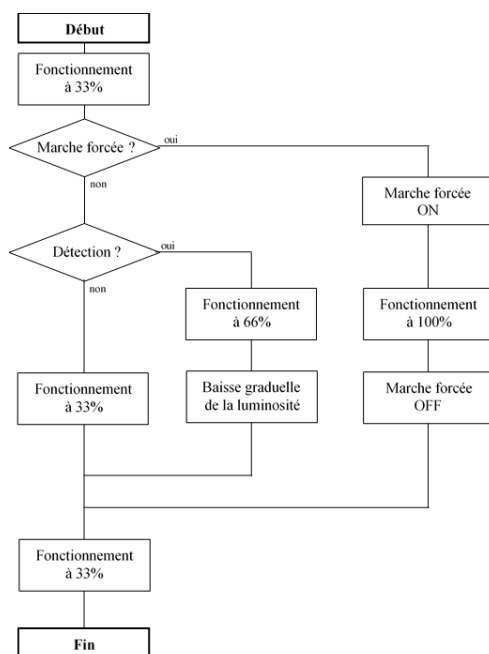 Début
Fonctionnement
à 33%
Marche forcée ?
oui
non
Marche forcée
ON
Détection ?
oui
non
Fonctionnement
à 66%
Fonctionnement
à 100%
Fonctionnement
à 33%
Baisse graduelle
de la luminosité
Marche forcée
OFF
Fonctionnement
à 33%
Fin